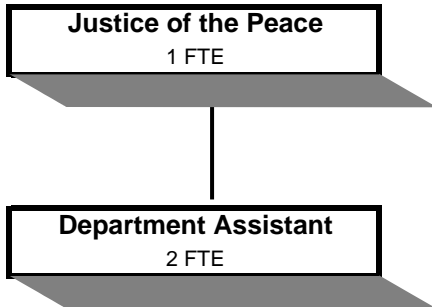 Justice of the Peace
1 FTE
Department Assistant
2 FTE